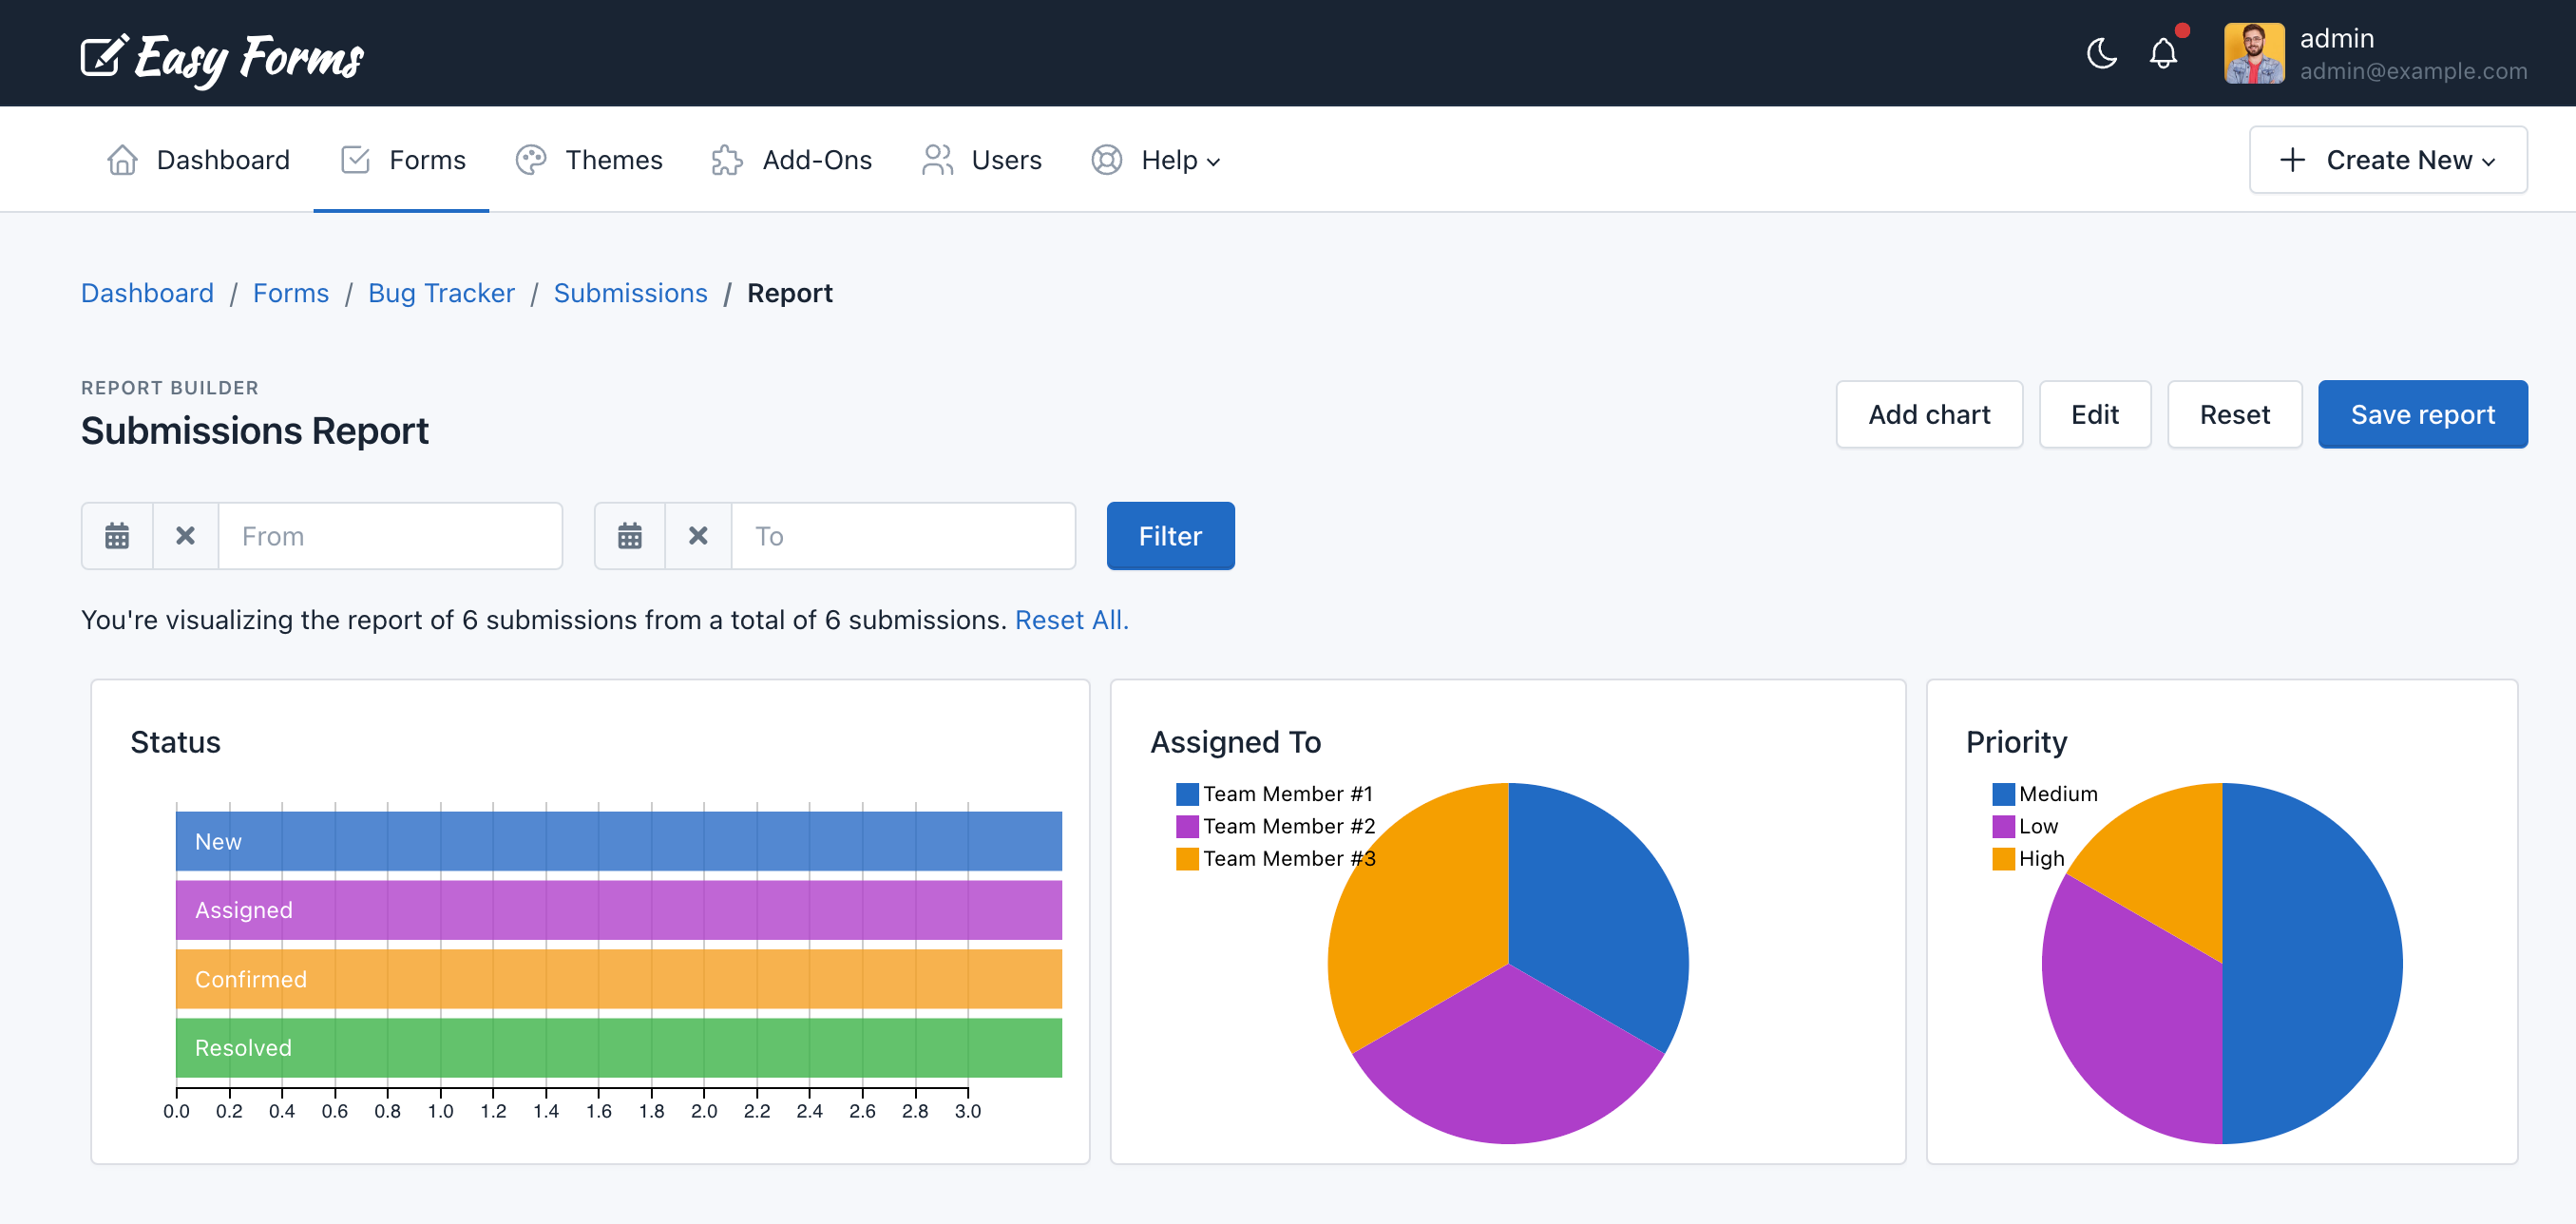 Easy Forms
admin
admin@example.com
Dashboard
Forms
Themes
Add-Ons
Users
Help
Create New
Dashboard / Forms / Bug Tracker / Submissions / Report
REPORT BUILDER
Submissions Report
Add chart
Edit
Reset
Save report
From
To
Filter
You're visualizing the report of 6 submissions from a total of 6 submissions. Reset All.
Status
New
Assigned
Confirmed
Resolved
0.0 0.2 0.4 0.6 0.8 1.0 1.2 1.4 1.6 1.8 2.0 2.2 2.4 2.6 2.8 3.0
Assigned To
Team Member #1
Team Member #2
Team Member #3
Priority
Medium
Low
High